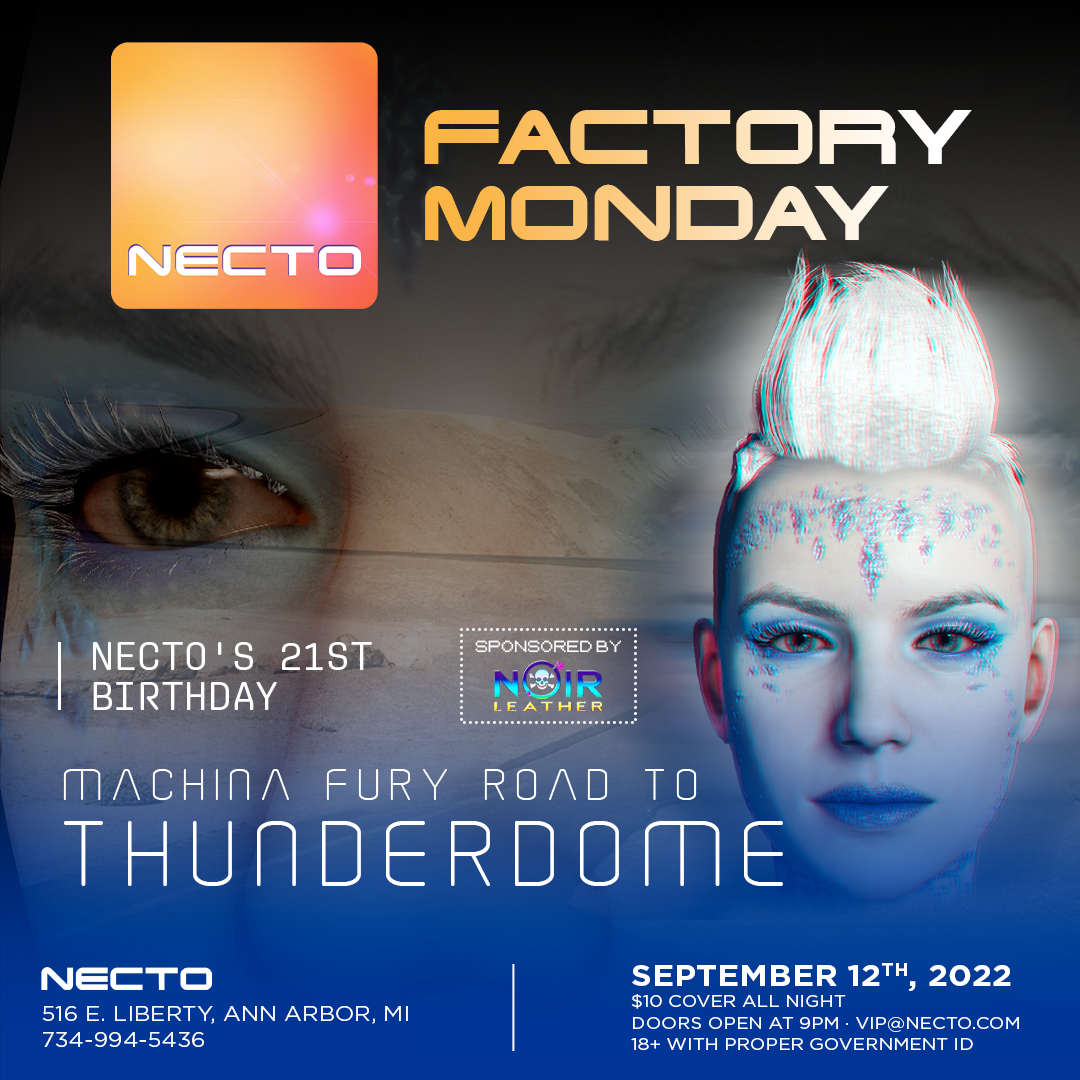 NECTO
FACTORY
MONDAY
NECTO'S 21ST
BIRTHDAY
SPONSORED BY
NOIR
LEATHER
MACHINA FURY ROAD TO
THUNDERDOME
NECTO
516 E. LIBERTY, ANN ARBOR, MI
734-994-5436
SEPTEMBER 12TH, 2022
$10 COVER ALL NIGHT
DOORS OPEN AT 9PM · VIP@NECTO.COM
18+ WITH PROPER GOVERNMENT ID